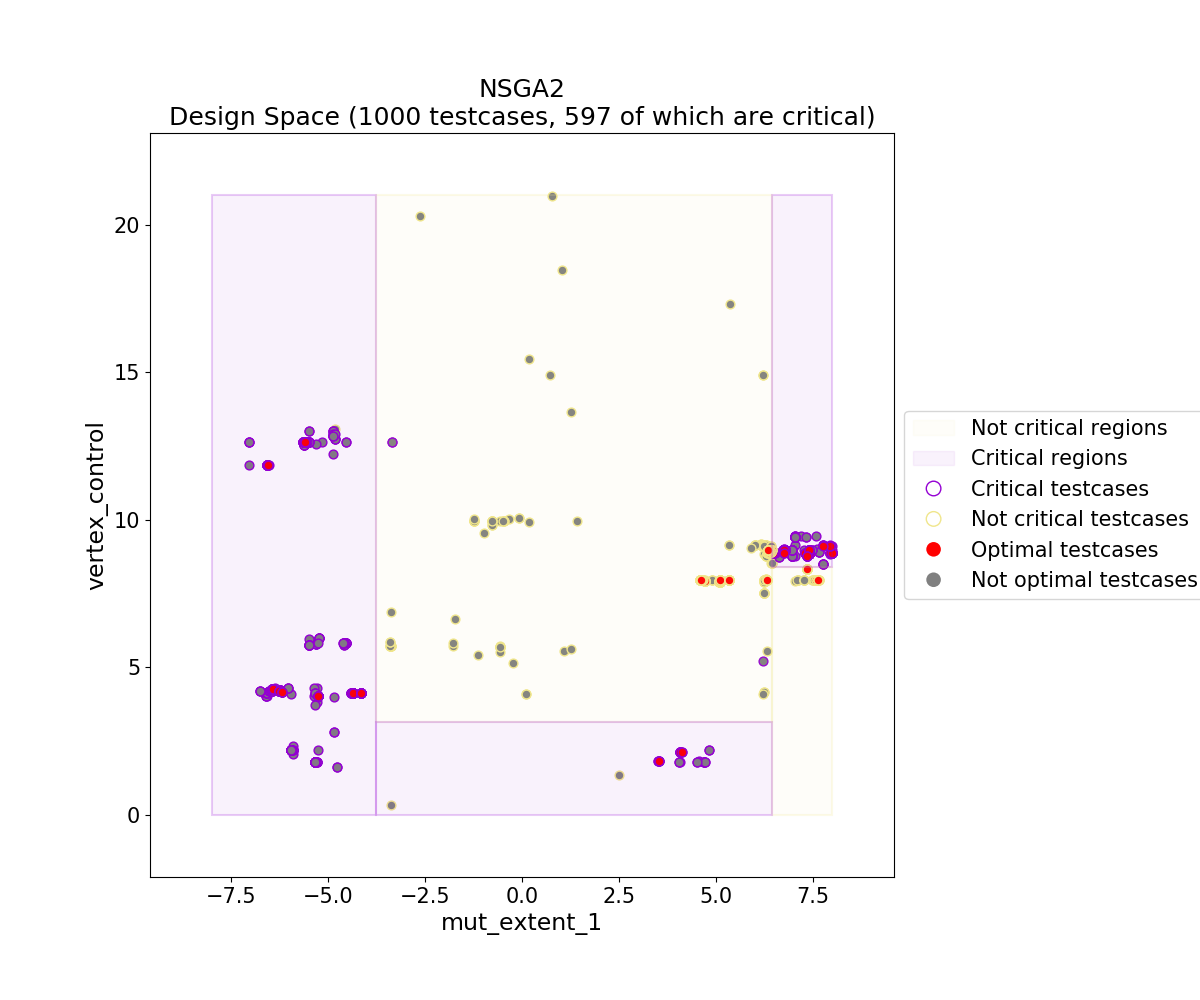 NSGA2
Design Space (1000 testcases, 597 of which are critical)
vertex_control
20
15
10
5
0
−7.5
−5.0
−2.5
0.0
2.5
5.0
7.5
mut_extent_1
Not critical regions
Critical regions
Critical testcases
Not critical testcases
Optimal testcases
Not optimal testcases